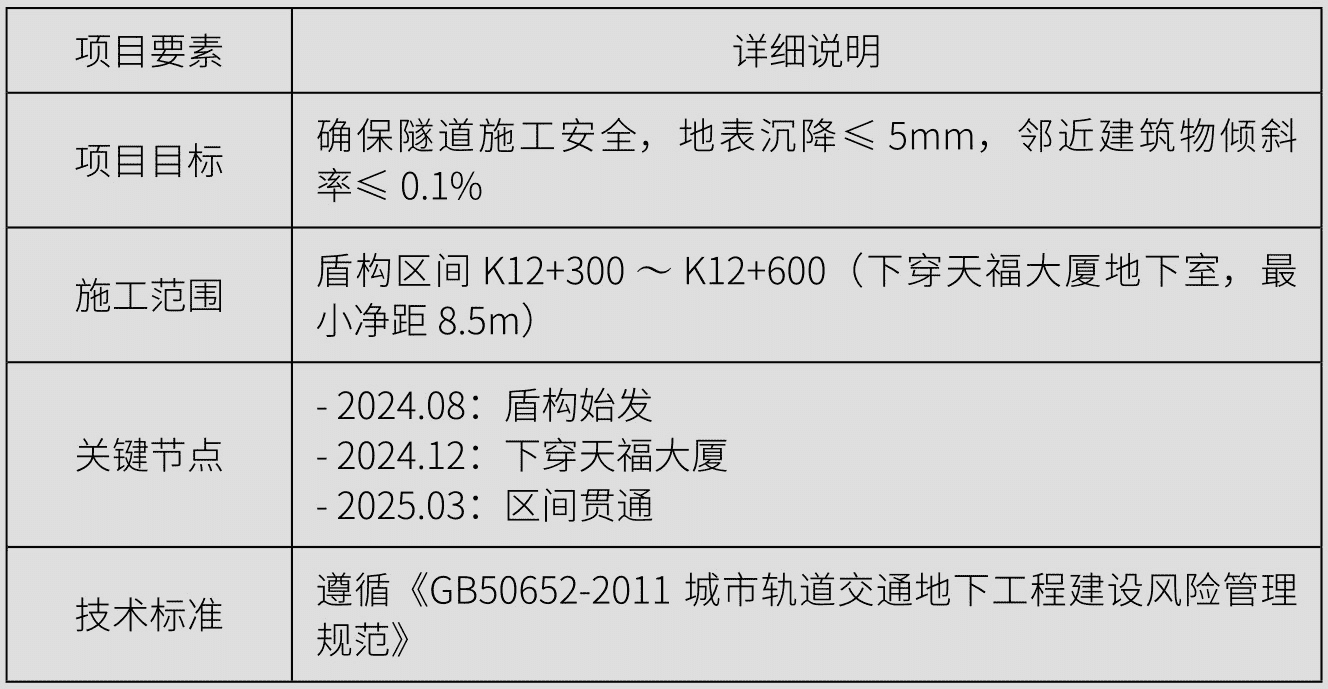 项目要素
详细说明
项目目标
确保隧道施工安全，地表沉降≤ 5mm，邻近建筑物倾斜
率≤ 0.1%
施工范围
盾构区间 K12+300 ～ K12+600（下穿天福大厦地下室，最
小净距 8.5m）
关键节点
- 2024.08：盾构始发
- 2024.12：下穿天福大厦
- 2025.03：区间贯通
技术标准
遵循《GB50652-2011 城市轨道交通地下工程建设风险管理
规范》